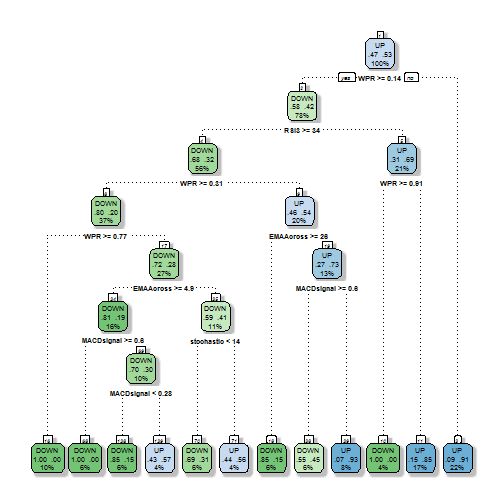 1
UP
.47 .53
100%
yes WPR >= 0.14 no
2
DOWN
.58 .42
78%
RSI3 >= 34
4
DOWN
.68 .32
56%
5
UP
.31 .69
21%
WPR >= 0.31
WPR >= 0.91
8
DOWN
.80 .20
37%
9
UP
.46 .54
20%
WPR >= 0.77
EMAAcross >= 26
17
DOWN
.72 .28
27%
19
UP
.27 .73
13%
EMAAcross >= 4.9
MACDsignal >= 0.6
34
DOWN
.81 .19
16%
35
DOWN
.59 .41
11%
MACDsignal >= 0.6
stochastic < 14
69
DOWN
.70 .30
10%
MACDsignal < 0.28
16
DOWN
1.00 .00
10%
68
DOWN
1.00 .00
6%
138
DOWN
.85 .15
6%
139
UP
.43 .57
4%
70
DOWN
.69 .31
6%
71
UP
.44 .56
4%
18
DOWN
.85 .15
6%
38
DOWN
.55 .45
6%
39
UP
.07 .93
8%
10
DOWN
1.00 .00
4%
11
UP
.15 .85
17%
3
UP
.09 .91
22%